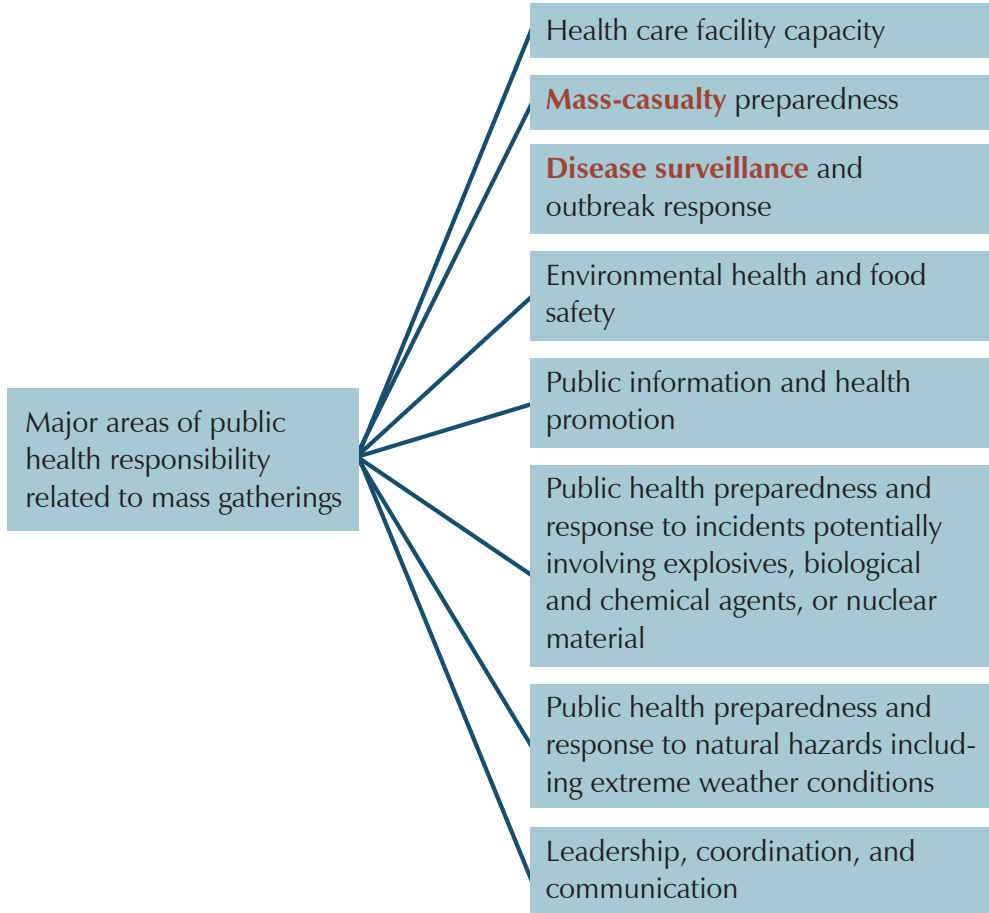 Health care facility capacity
Mass-casualty preparedness
Disease surveillance and
outbreak response
Environmental health and food
safety
Public information and health
promotion
Major areas of public
health responsibility
related to mass gatherings
Public health preparedness and
response to incidents potentially
involving explosives, biological
and chemical agents, or nuclear
material
Public health preparedness and
response to natural hazards includ-
ing extreme weather conditions
Leadership, coordination, and
communication